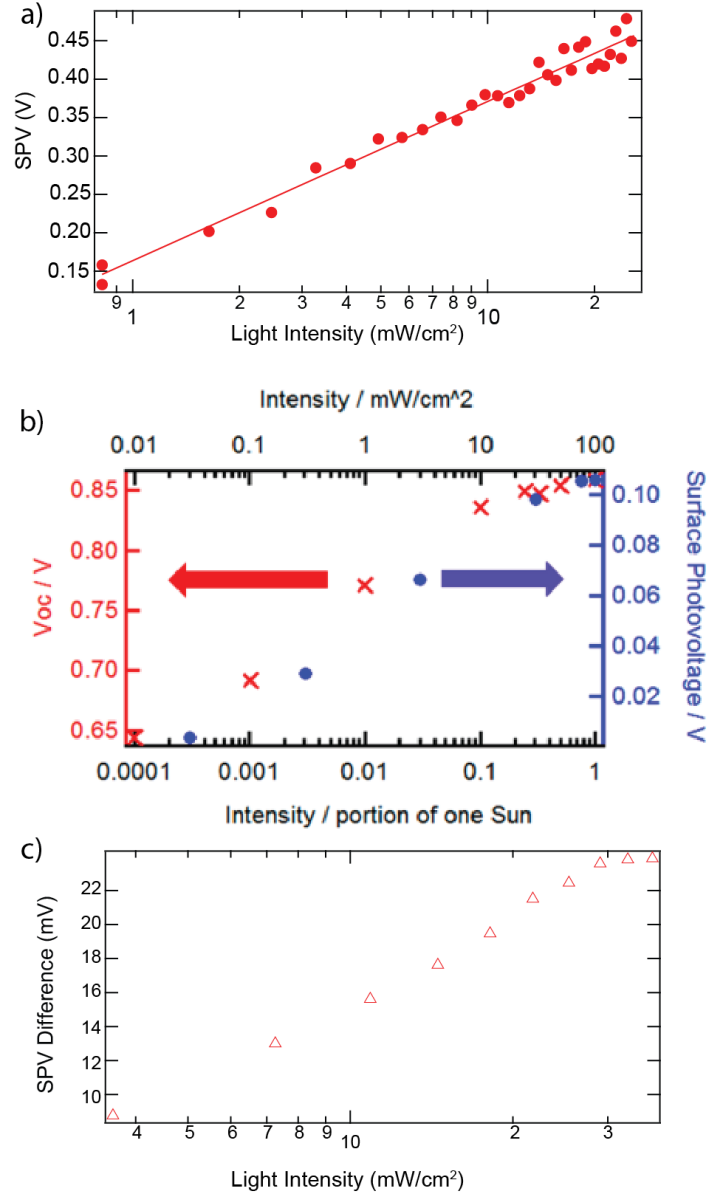 a)
0.45
0.40
0.35
0.30
0.25
0.20
0.15
SPV (V)
9 2 3 4 5 6 7 8 9 2
1 10
Light Intensity (mW/cm²)
b)
Intensity / mW/cm^2
0.01 0.1 1 10 100
0.85
0.80
0.75
0.70
0.65
Voc / V
0.10
0.08
0.06
0.04
0.02
Surface Photovoltage / V
0.0001 0.001 0.01 0.1 1
Intensity / portion of one Sun
c)
22
20
18
16
14
12
10
SPV Difference (mV)
4 5 6 7 8 9 10 2 3
Light Intensity (mW/cm²)